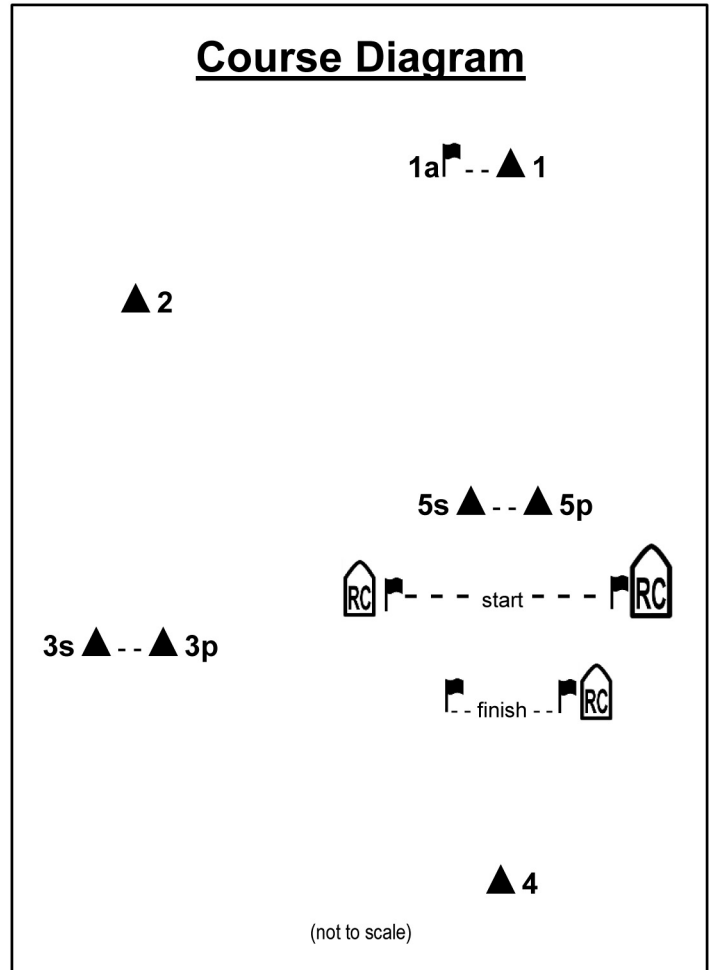 Course Diagram
1a -- 1
2
5s -- 5p
RC - - - start - - - RC
3s -- 3p
-- finish -- RC
4
(not to scale)